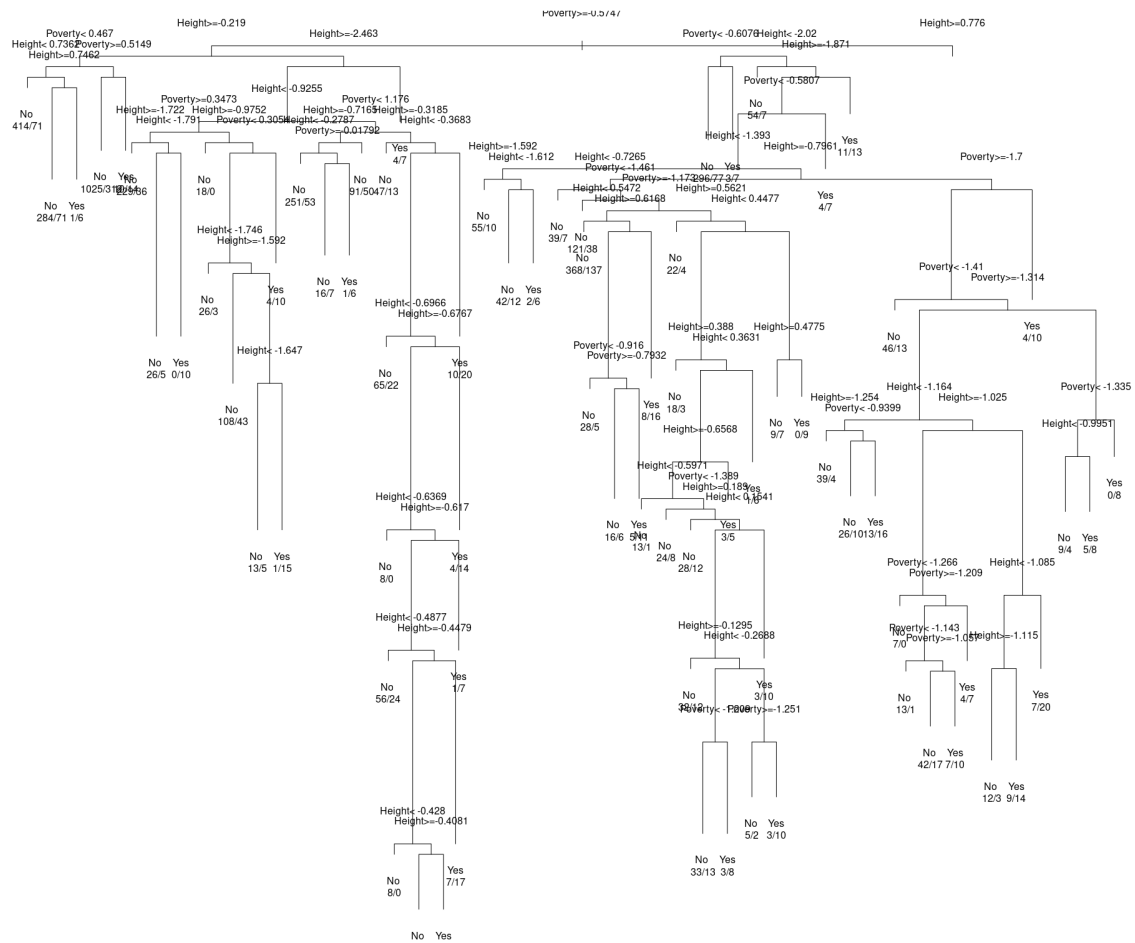 Poverty>=-0.5747
Height>=-0.219
Height>=0.776
Poverty< 0.467
Height>=-2.463
Poverty< -0.6076
Height< -2.02
Height< 0.7362
Poverty>=0.5149
Height>=-1.871
Height>=0.7462
Poverty< -0.5807
Height< -0.9255
No
414/71
Poverty>=0.3473
Poverty< 1.176
No
54/7
Height>=-1.722
Height>=-0.9752
Height>=-0.7165
Height>=-0.3185
Height< -1.791
Poverty< 0.3054
Height< -0.2787
Height< -0.3683
Poverty>=-0.01792
Height< -1.393
Height>=-0.7961
Yes
11/13
Height>=-1.592
Yes
4/7
Height< -1.612
Height< -0.7265
Poverty>=-1.7
Poverty< -1.461
No
296/77
Yes
3/7
Poverty>=-1.173
No
1025/310
Yes
No
229/36
No
18/0
No
251/53
No
91/50
47/13
Height< 0.5472
Height>=0.5621
Height>=0.6168
Height< 0.4477
Yes
4/7
No
284/71
Yes
1/6
No
55/10
No
39/7
No
121/38
No
368/137
No
22/4
Height< -1.746
Height>=-1.592
No
16/7
Yes
1/6
Poverty< -1.41
Poverty>=-1.314
No
26/3
Yes
4/10
No
42/12
Yes
2/6
Height< -0.6966
Height>=-0.6767
Height>=0.388
Height< 0.3631
Height>=0.4775
No
46/13
Yes
4/10
Height< -1.647
Poverty< -0.916
Poverty>=-0.7932
No
26/5
Yes
0/10
No
65/22
Yes
10/20
Height< -1.164
Height>=-1.025
Poverty< -1.335
No
108/43
No
28/5
Yes
8/16
No
18/3
Height>=-1.254
Poverty< -0.9399
No
9/7
Yes
0/9
Height>=-0.6568
Height< -0.9951
Height< -0.5971
Poverty< -1.389
Height>=0.189
Height< 0.1541
Yes
1/6
No
39/4
Yes
0/8
Height< -0.6369
Height>=-0.617
No
16/6
Yes
5/11
No
13/1
Yes
3/5
No
26/10
Yes
13/16
No
24/8
No
28/12
No
9/4
Yes
5/8
No
13/5
Yes
1/15
No
8/0
Yes
4/14
Poverty< -1.266
Poverty>=-1.209
Height< -1.085
Height< -0.4877
Height>=-0.4479
Height>=-0.1295
Height< -0.2688
No
7/0
Poverty< -1.143
Poverty>=-1.057
Height>=-1.115
No
56/24
Yes
1/7
No
Yes
3/10
No
13/1
Yes
4/7
Yes
7/20
Poverty>=-1.251
No
42/17
Yes
7/10
No
12/3
Yes
9/14
Height< -0.428
Height>=-0.4081
No
5/2
Yes
3/10
No
33/13
Yes
3/8
No
8/0
Yes
7/17
No
Yes